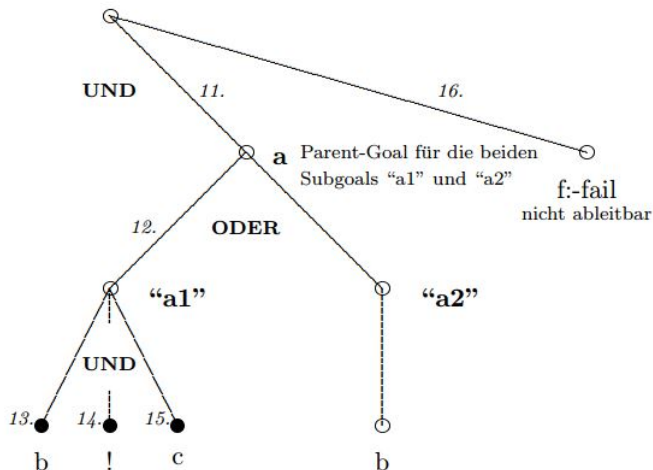 UND
11.
16.
a
Parent-Goal für die beiden
Subgoals “a1” und “a2”
f:-fail
nicht ableitbar
12.
ODER
“a1”
“a2”
UND
13.
14.
15.
b
!
c
b